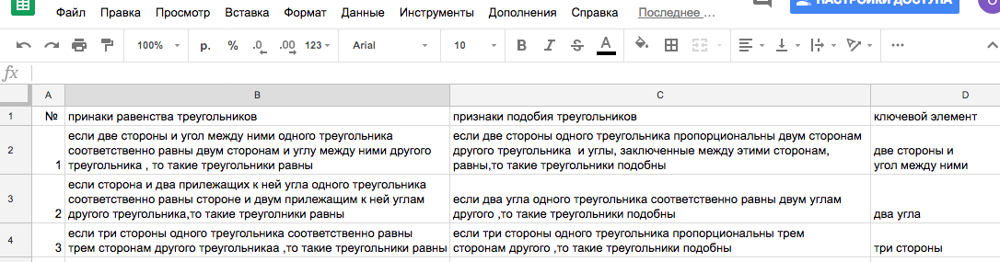 Файл Правка Просмотр Вставка Формат Данные Инструменты Дополнения Справка Последнее ... НАСТРОЙКИ ДОСТУПА
100% р. % .0 .00 123 Arial 10 B I S A
fx
A B C D
1 № принаки равенства треугольников признаки подобия треугольников ключевой элемент
если две стороны и угол между ними одного треугольника
соответственно равны двум сторонам и углу между ними другого
треугольника , то такие треугольники равны
если две стороны одного треугольника пропорциональны двум сторонам
другого треугольника и углы, заключенные между этими сторонам,
равны,то такие треугольники подобны
две стороны и
угол между ними
2 1
если сторона и два прилежащих к ней угла одного треугольника
соответственно равны стороне и двум прилежащим к ней углам
другого треугольника,то такие треуголники равны
если два угла одного треугольника соответственно равны двум углам
другого ,то такие треугольники подобны
два угла
3 2
если три стороны одного треугольника соответственно равны
трем сторонам другого треугольникаа ,то такие треугольники равны
если три стороны одного треугольника пропорциональны трем
сторонам другого ,то такие треугольники подобны
три стороны
4 3